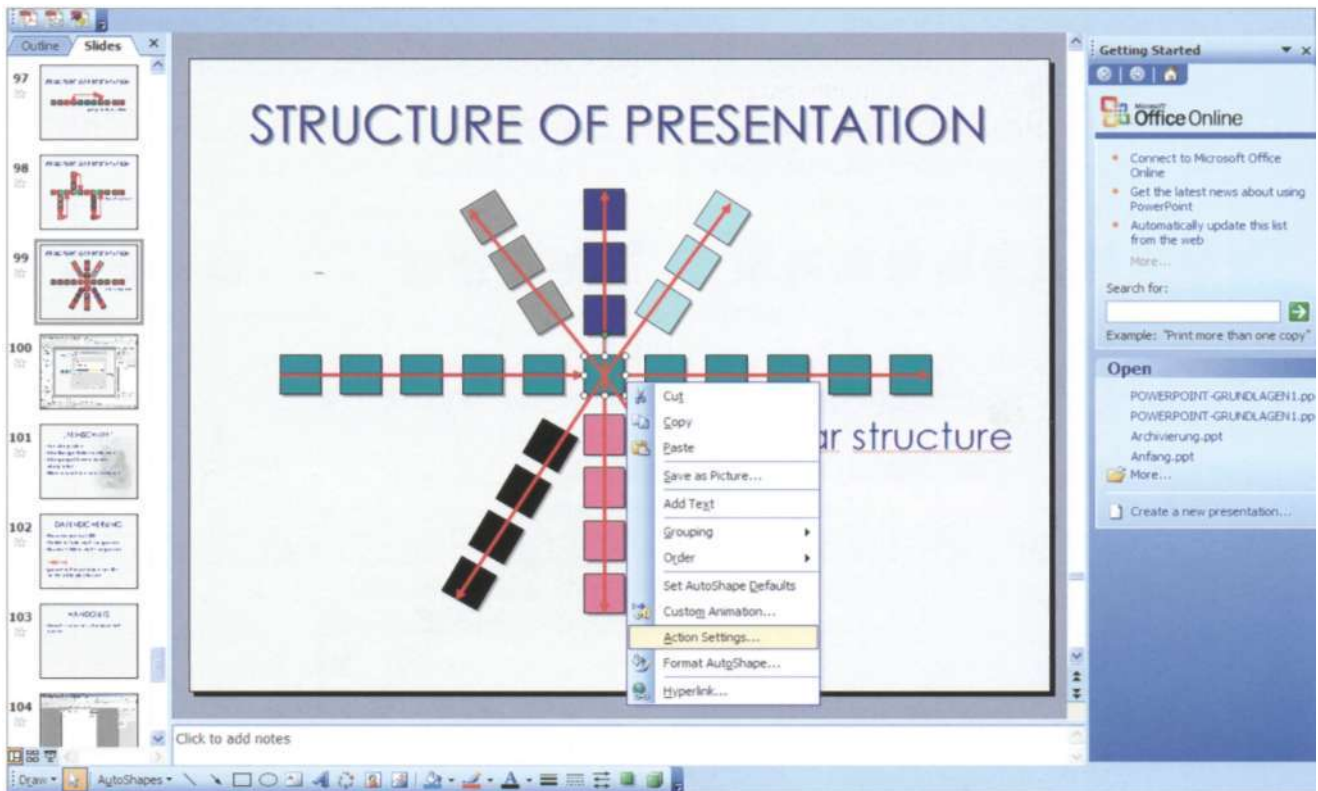 Outline Slides
97
98
99
100
101
102
103
HANDOUTS
104
STRUCTURE OF PRESENTATION
ar structure
Cut
Copy
Paste
Save as Picture...
Add Text
Grouping
Order
Set AutoShape Defaults
Custom Animation...
Action Settings...
Format AutoShape...
Hyperlink...
Click to add notes
Draw AutoShapes
Getting Started
Microsoft
Office Online
Connect to Microsoft Office
Online
Get the latest news about using
PowerPoint
Automatically update this list
from the web
More...
Search for:
Example: "Print more than one copy"
Open
POWERPOINT-GRUNDLAGEN1.pp
POWERPOINT-GRUNDLAGEN1.pp
Archivierung.ppt
Anfang.ppt
More...
Create a new presentation...